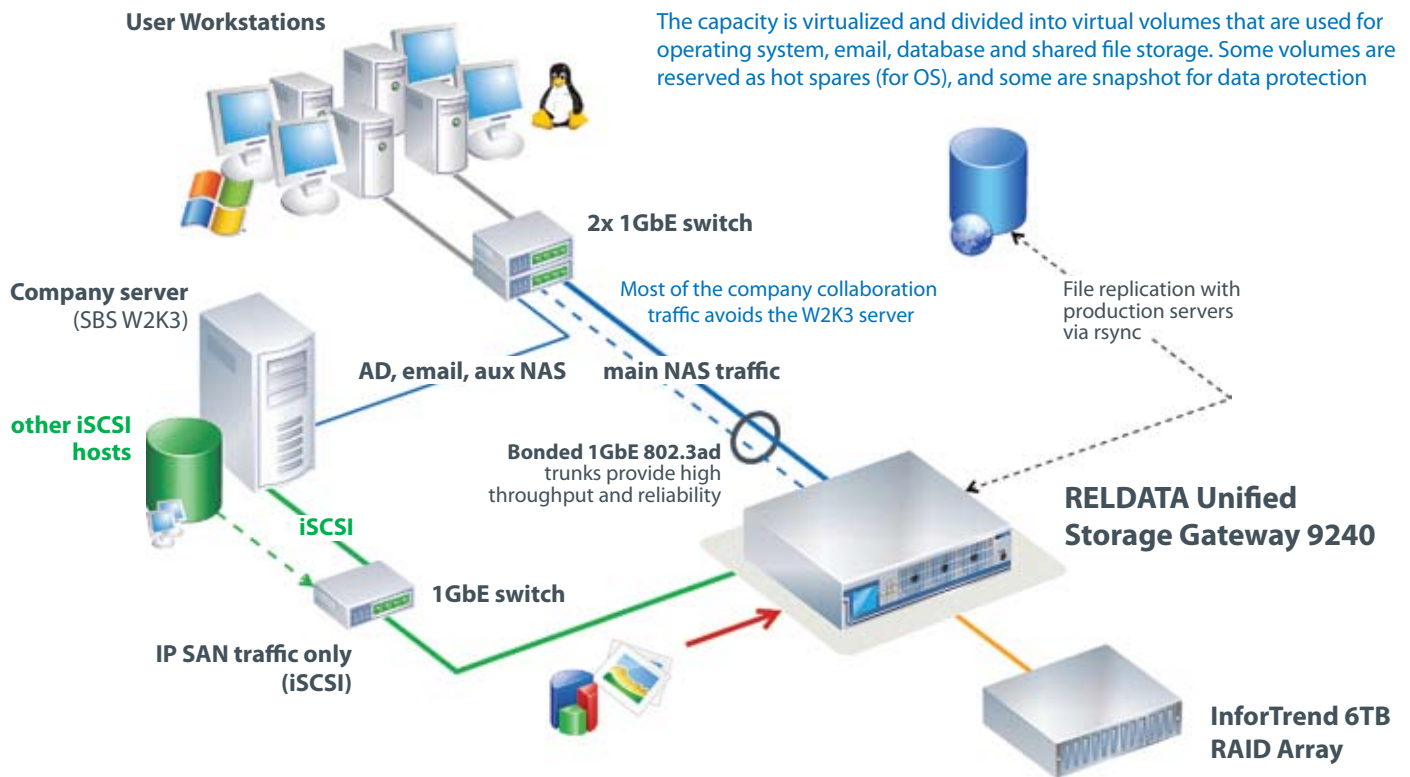 User Workstations
The capacity is virtualized and divided into virtual volumes that are used for
operating system, email, database and shared file storage. Some volumes are
reserved as hot spares (for OS), and some are snapshot for data protection
2x 1GbE switch
Company server
(SBS W2K3)
Most of the company collaboration
traffic avoids the W2K3 server
File replication with
production servers
via rsync
AD, email, aux NAS
main NAS traffic
other iSCSI
hosts
Bonded 1GbE 802.3ad
trunks provide high
throughput and reliability
RELDATA Unified
Storage Gateway 9240
iSCSI
1GbE switch
IP SAN traffic only
(iSCSI)
InforTrend 6TB
RAID Array